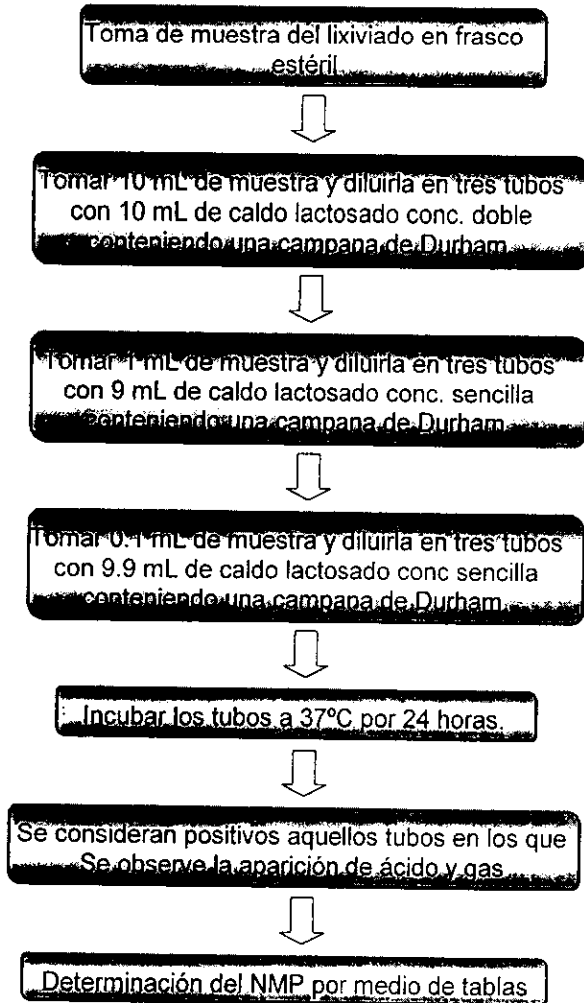 Toma de muestra del lixiviado en frasco
estéril
Tomar 10 mL de muestra y diluirla en tres tubos
con 10 mL de caldo lactosado conc. doble
conteniendo una campana de Durham
Tomar 1 mL de muestra y diluirla en tres tubos
con 9 mL de caldo lactosado conc. sencilla
conteniendo una campana de Durham
Tomar 0.1 mL de muestra y diluirla en tres tubos
con 9.9 mL de caldo lactosado conc sencilla
conteniendo una campana de Durham
Incubar los tubos a 37ºC por 24 horas.
Se consideran positivos aquellos tubos en los que
Se observe la aparición de ácido y gas
Determinación del NMP por medio de tablas